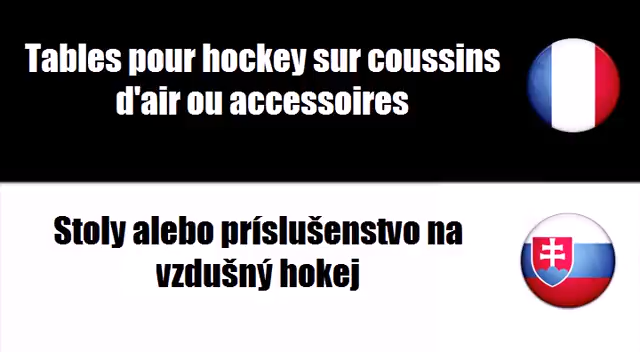 Tables pour hockey sur coussins
d'air ou accessoires
Stoly alebo príslušenstvo na
vzdušný hokej